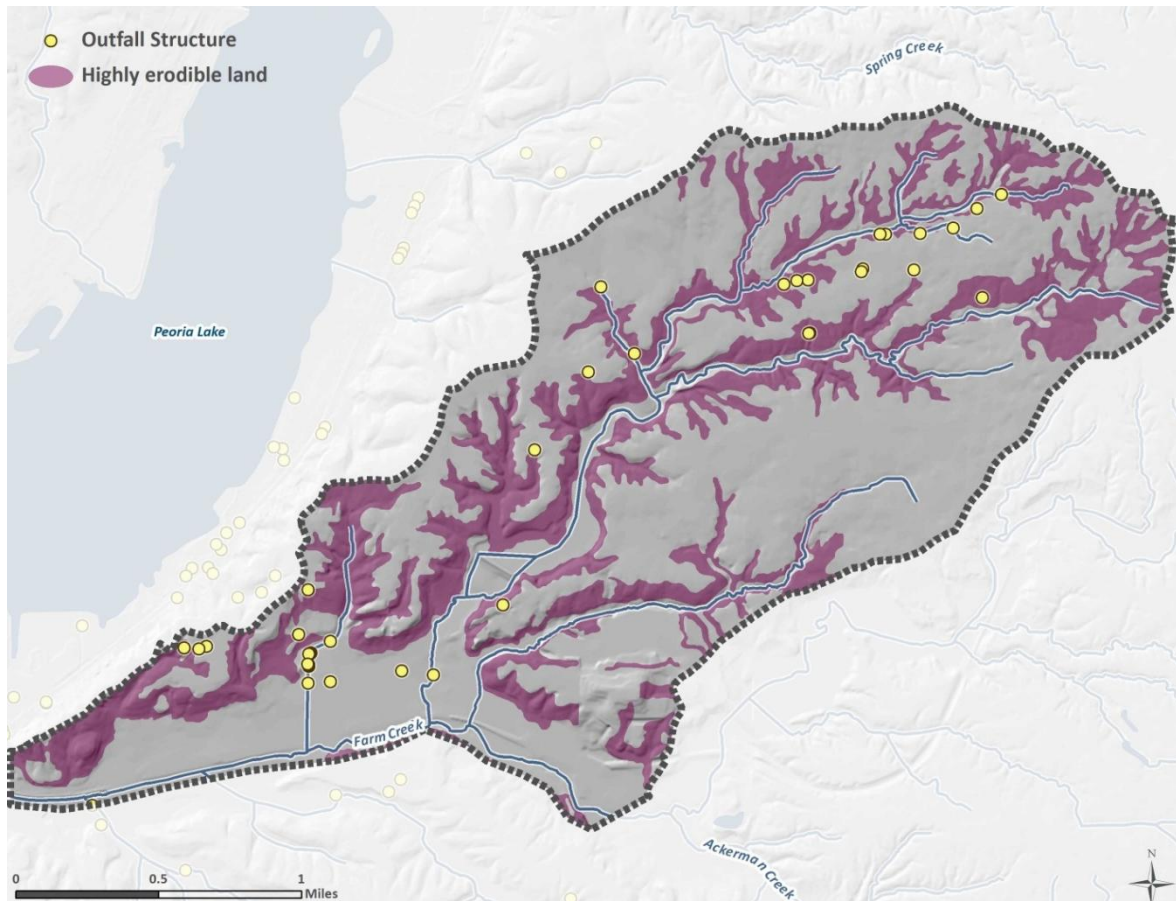 Outfall Structure
Highly erodible land
Spring Creek
Peoria Lake
Farm Creek
Ackerman Creek
N
0 0.5 1
Miles